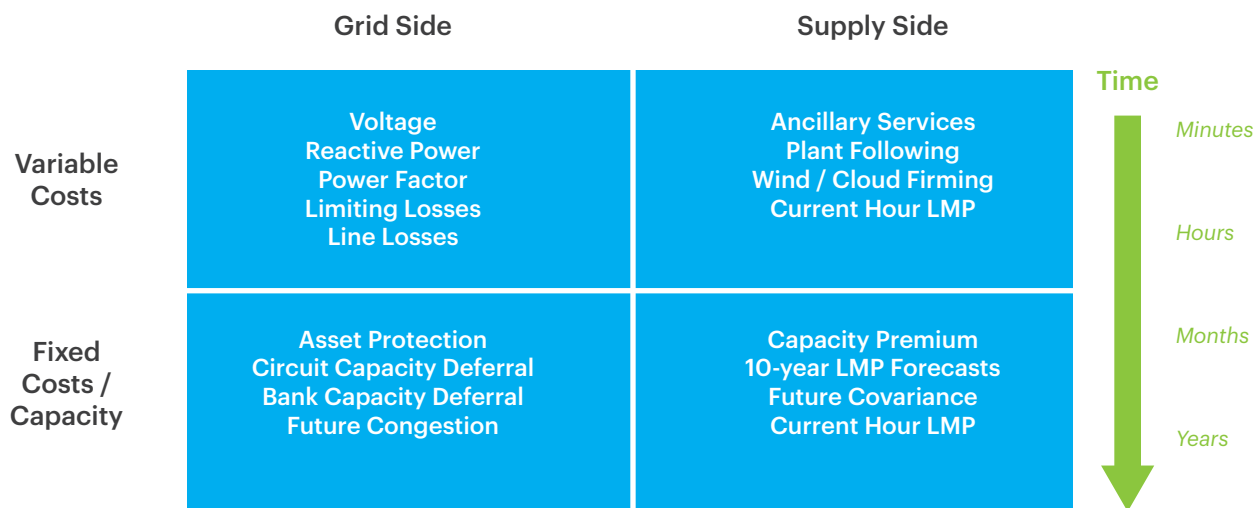 Grid Side
Supply Side
Time
Variable
Costs
Voltage
Reactive Power
Power Factor
Limiting Losses
Line Losses
Ancillary Services
Plant Following
Wind / Cloud Firming
Current Hour LMP
Minutes
Hours
Fixed
Costs /
Capacity
Asset Protection
Circuit Capacity Deferral
Bank Capacity Deferral
Future Congestion
Capacity Premium
10-year LMP Forecasts
Future Covariance
Current Hour LMP
Months
Years